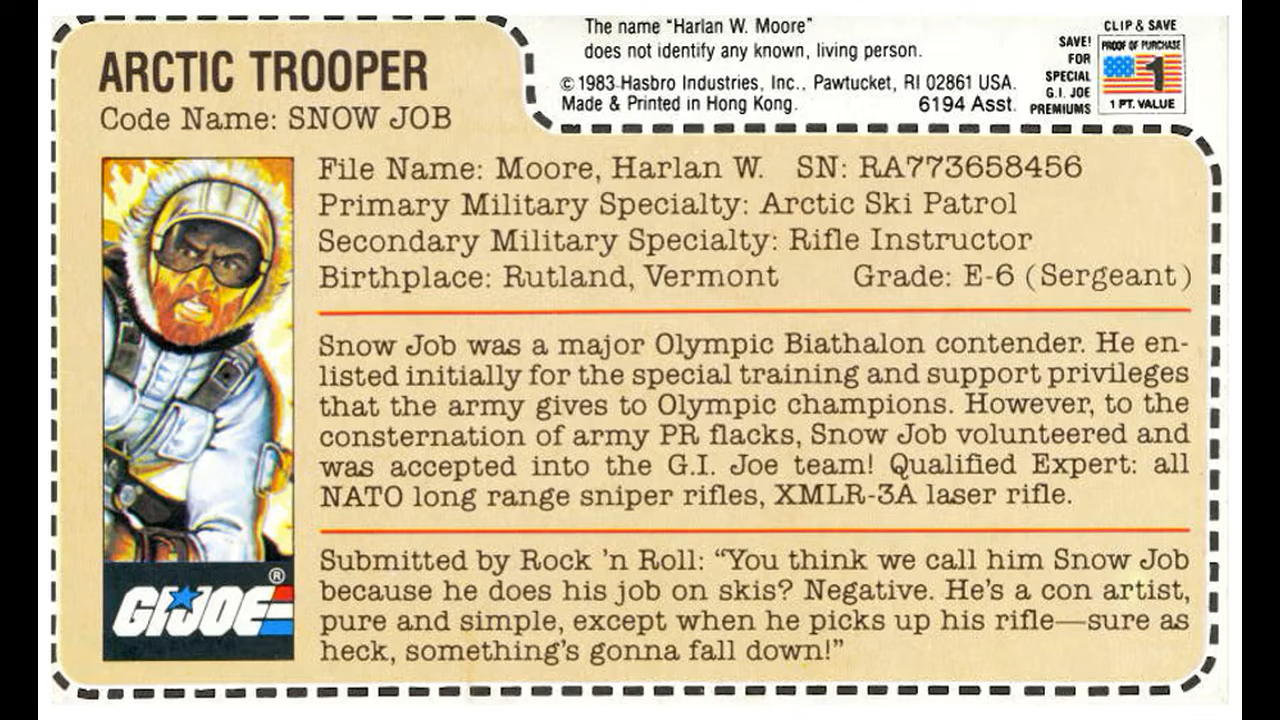 The name "Harlan W. Moore"
does not identify any known, living person.
© 1983 Hasbro Industries, Inc., Pawtucket, RI 02861 USA.
Made & Printed in Hong Kong. 6194 Asst.
CLIP & SAVE
SAVE!
FOR
SPECIAL
G.I. JOE
PREMIUMS
PROOF OF PURCHASE
1
1 PT. VALUE
ARCTIC TROOPER
Code Name: SNOW JOB
File Name: Moore, Harlan W. SN: RA773658456
Primary Military Specialty: Arctic Ski Patrol
Secondary Military Specialty: Rifle Instructor
Birthplace: Rutland, Vermont Grade: E-6 (Sergeant)
Snow Job was a major Olympic Biathalon contender. He en-
listed initially for the special training and support privileges
that the army gives to Olympic champions. However, to the
consternation of army PR flacks, Snow Job volunteered and
was accepted into the G.I. Joe team! Qualified Expert: all
NATO long range sniper rifles, XMLR-3A laser rifle.
Submitted by Rock 'n Roll: "You think we call him Snow Job
because he does his job on skis? Negative. He's a con artist,
pure and simple, except when he picks up his rifle—sure as
heck, something's gonna fall down!"
GI JOE®